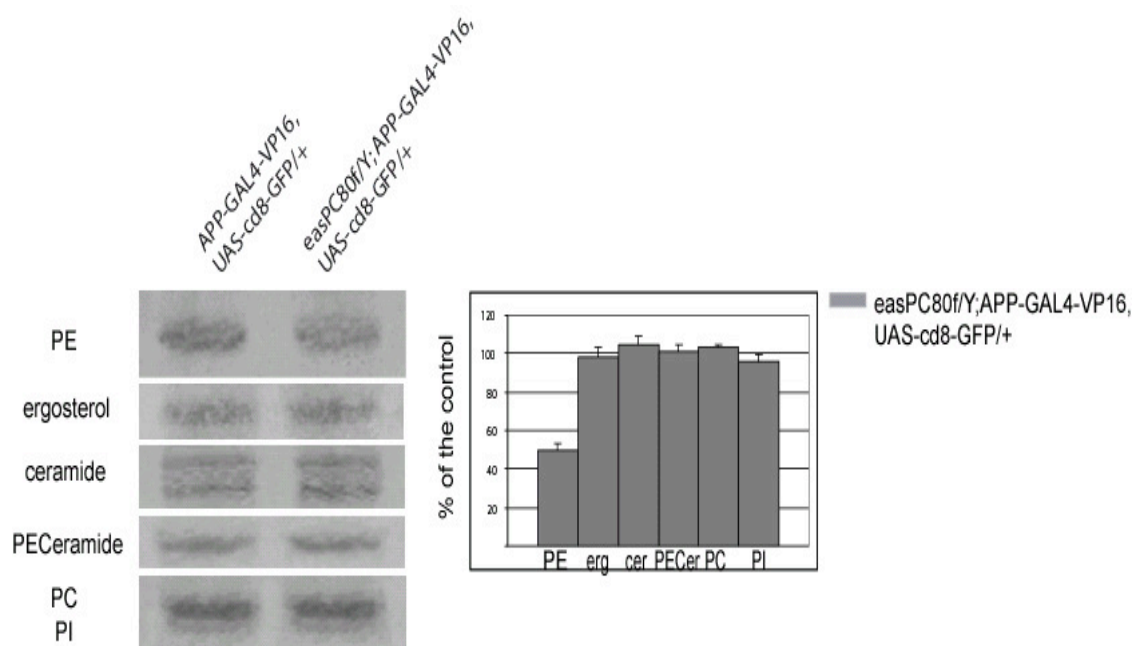 APP-GAL4-VP16,
UAS-cd8-GFP/+
easPC80f/Y;APP-GAL4-VP16,
UAS-cd8-GFP/+
PE
ergosterol
ceramide
PECeramide
PC
PI
% of the control
120
100
80
60
40
20
PE erg cer PECer PC PI
easPC80f/Y;APP-GAL4-VP16,
UAS-cd8-GFP/+